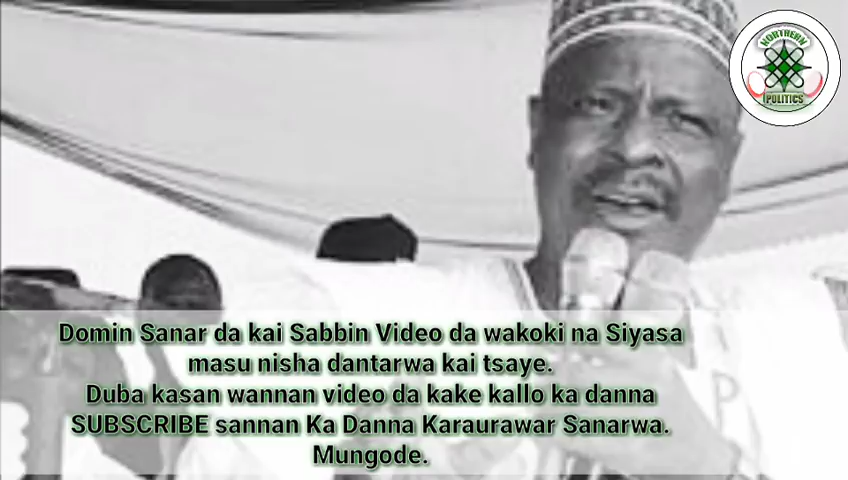 NORTHERN
POLITICS
Domin Sanar da kai Sabbin Video da wakoki na Siyasa
masu nisha dantarwa kai tsaye.
Duba kasan wannan video da kake kallo ka danna
SUBSCRIBE sannan Ka Danna Karaurawar Sanarwa.
Mungode.